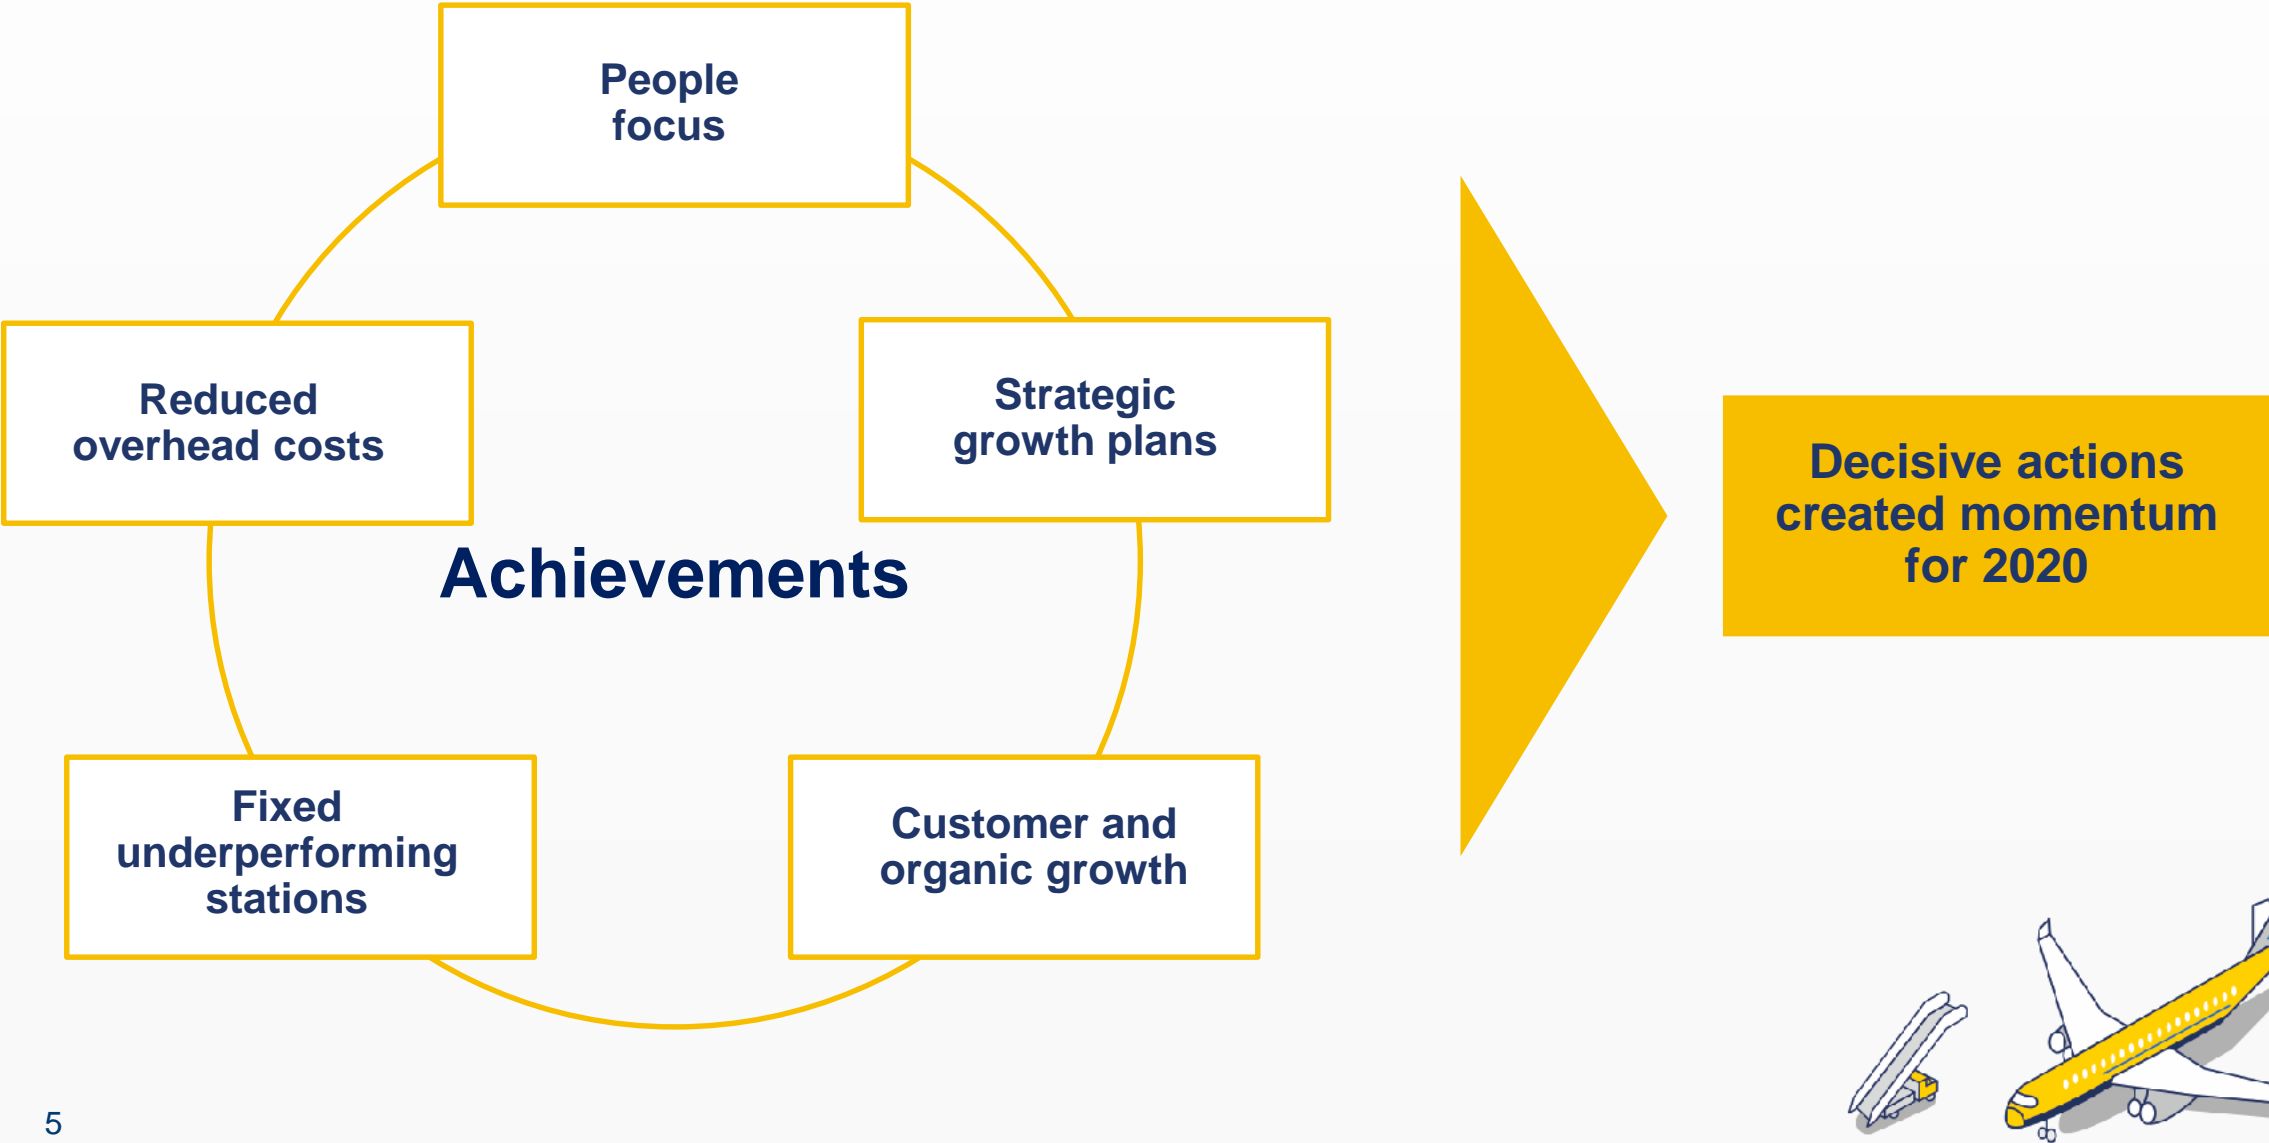 People
focus
Reduced
overhead costs
Strategic
growth plans
Achievements
Fixed
underperforming
stations
Customer and
organic growth
Decisive actions
created momentum
for 2020
5